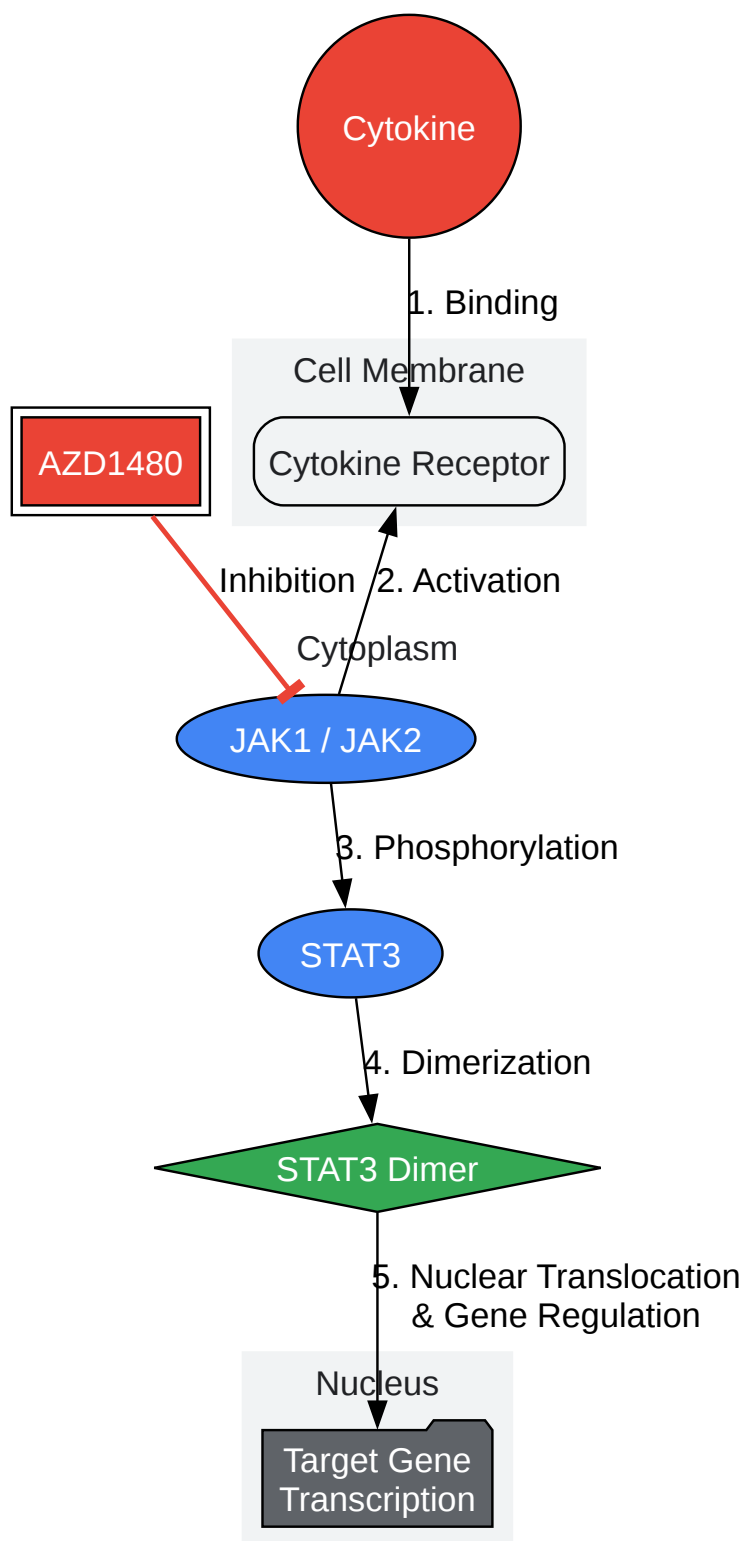 Cytokine
1. Binding
Cell Membrane
AZD1480
Cytokine Receptor
Inhibition
2. Activation
Cytoplasm
JAK1 / JAK2
3. Phosphorylation
STAT3
4. Dimerization
STAT3 Dimer
5. Nuclear Translocation
& Gene Regulation
Nucleus
Target Gene
Transcription